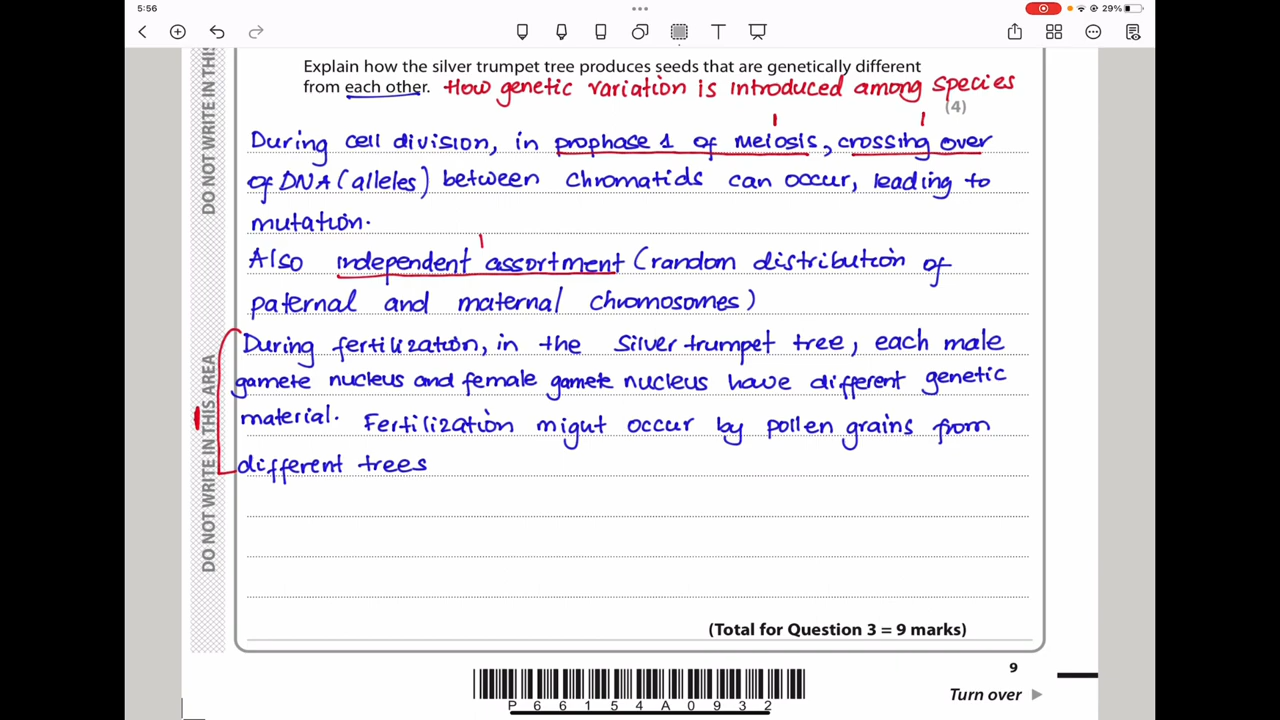 5:56
29%
DO NOT WRITE IN THIS
Explain how the silver trumpet tree produces seeds that are genetically different
from each other. How genetic variation is introduced among species
(4)
During cell division, in prophase 1 of meiosis, crossing over
of DNA (alleles) between chromatids can occur, leading to
mutation.
Also independent assortment (random distribution of
paternal and maternal chromosomes)
During fertilization, in the silver trumpet tree, each male
gamete nucleus and female gamete nucleus have different genetic
material. Fertilization might occur by pollen grains from
different trees
DO NOT WRITE IN THIS AREA
(Total for Question 3 = 9 marks)
9
Turn over
P 6 6 1 5 4 A 0 9 3 2